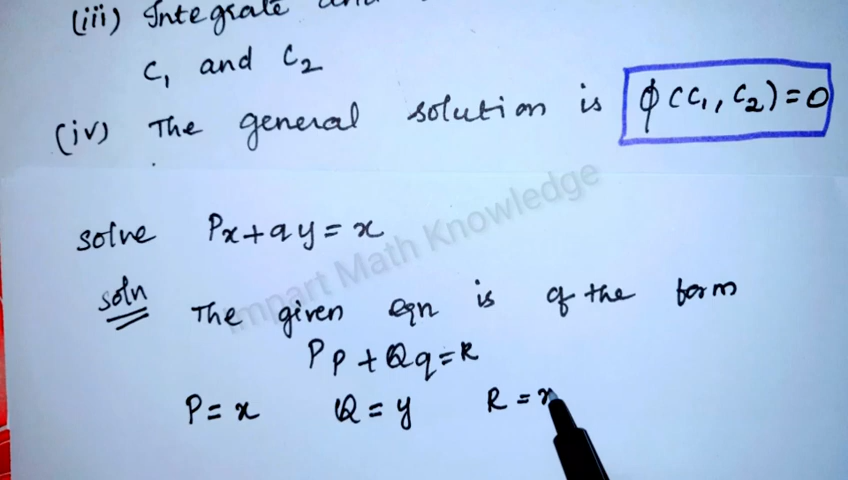 (iii) Integrate and
C₁ and C₂
(iv) The general solution is φ(C₁, C₂) = 0
solve Px + qy = x
Impart Math Knowledge
soln
The given eqn is of the form
Pp + Qq = R
P = x Q = y R = x